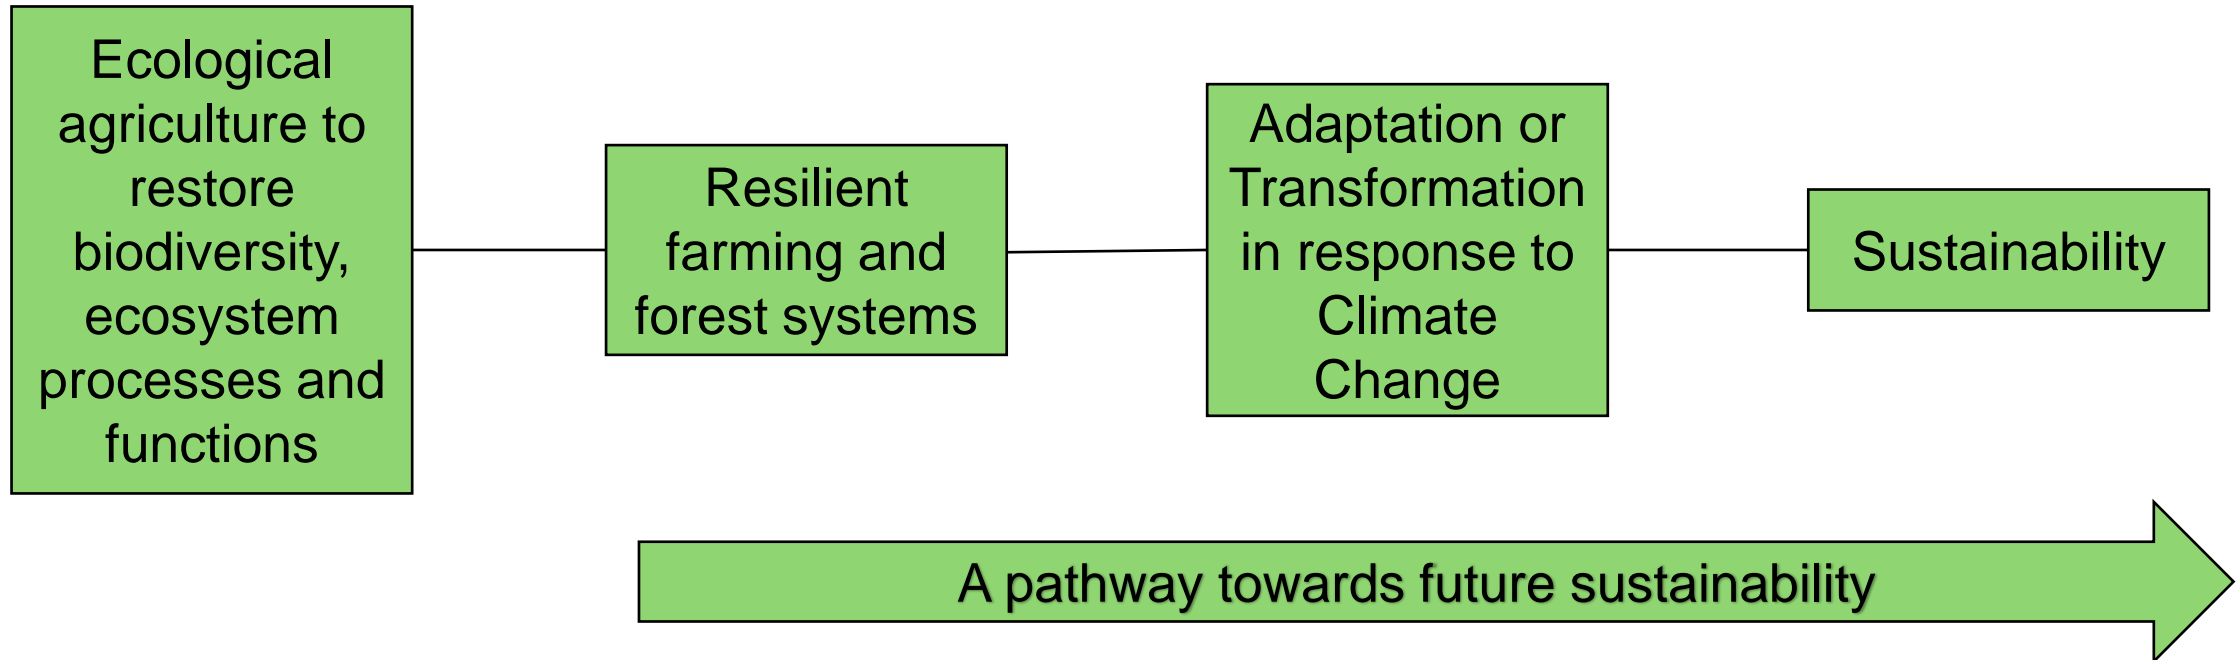 Ecological
agriculture to
restore
biodiversity,
ecosystem
processes and
functions
Resilient
farming and
forest systems
Adaptation or
Transformation
in response to
Climate
Change
Sustainability
A pathway towards future sustainability